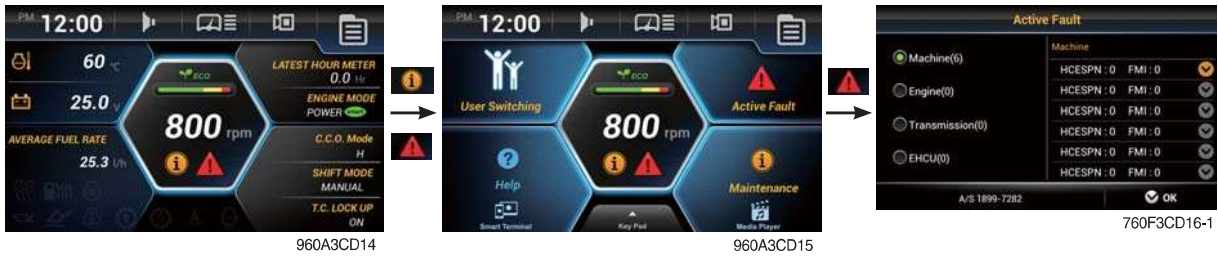 PM 12:00
60 °C
25.0 V
AVERAGE FUEL RATE
25.3 l/h
ECO
800 rpm
LATEST HOUR METER
0.0 Hr
ENGINE MODE
POWER
C.C.O. Mode
H
SHIFT MODE
MANUAL
T.C. LOCK UP
ON
960A3CD14
PM 12:00
User Switching
Active Fault
ECO
800 rpm
Help
Maintenance
Smart Terminal
Key Pad
Media Player
960A3CD15
Active Fault
Machine(6)
Engine(0)
Transmission(0)
EHCU(0)
Machine
HCESPN : 0 FMI : 0
HCESPN : 0 FMI : 0
HCESPN : 0 FMI : 0
HCESPN : 0 FMI : 0
HCESPN : 0 FMI : 0
HCESPN : 0 FMI : 0
A/S 1899-7282
OK
760F3CD16-1